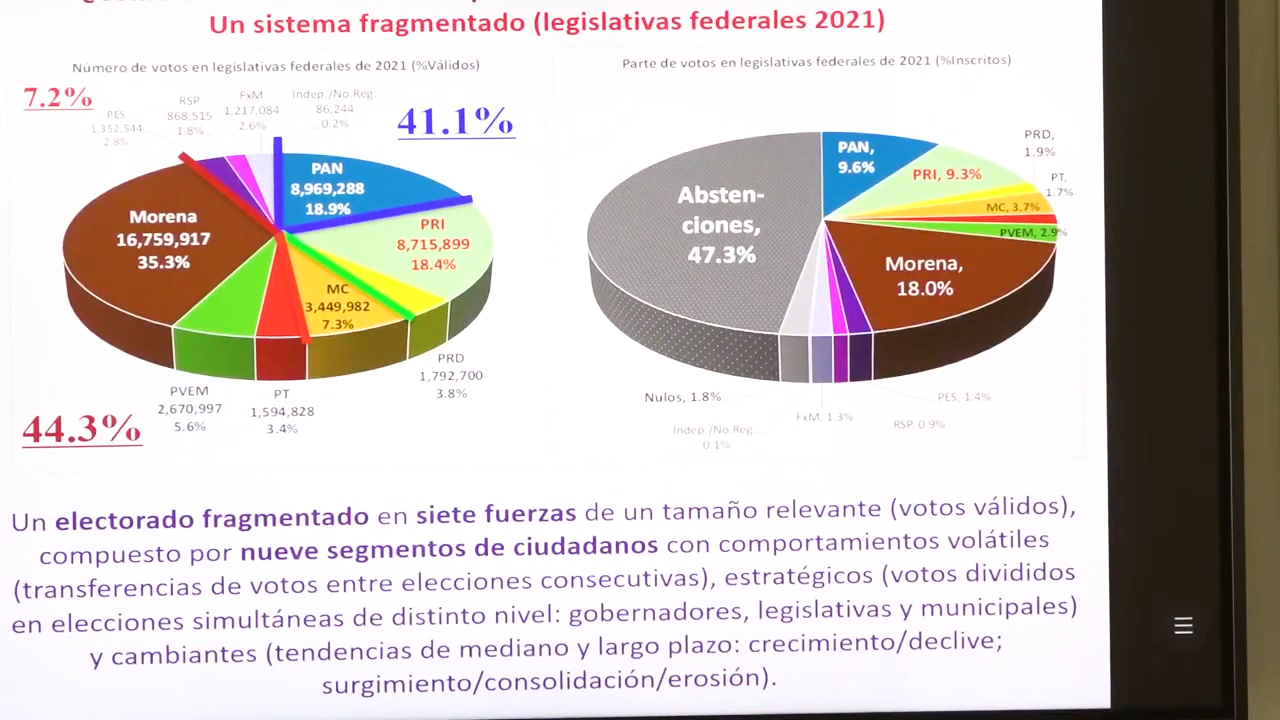 Un sistema fragmentado (legislativas federales 2021)
Número de votos en legislativas federales de 2021 (%Válidos)
7.2%
PES
1,352,544
2.8%
RSP
868,515
1.8%
FxM
1,217,084
2.6%
Indep./No.Reg.
86,244
0.2%
41.1%
PAN
8,969,288
18.9%
PRI
8,715,899
18.4%
Morena
16,759,917
35.3%
MC
3,449,982
7.3%
PRD
1,792,700
3.8%
PVEM
2,670,997
5.6%
PT
1,594,828
3.4%
44.3%
Parte de votos en legislativas federales de 2021 (%Inscritos)
PAN,
9.6%
PRI, 9.3%
PRD,
1.9%
PT,
1.7%
MC, 3.7%
PVEM, 2.9%
Morena,
18.0%
Absten-
ciones,
47.3%
Nulos, 1.8%
Indep./No.Reg.,
0.1%
FxM, 1.3%
RSP, 0.9%
PES, 1.4%
Un electorado fragmentado en siete fuerzas de un tamaño relevante (votos válidos),
compuesto por nueve segmentos de ciudadanos con comportamientos volátiles
(transferencias de votos entre elecciones consecutivas), estratégicos (votos divididos
en elecciones simultáneas de distinto nivel: gobernadores, legislativas y municipales)
y cambiantes (tendencias de mediano y largo plazo: crecimiento/declive;
surgimiento/consolidación/erosión).